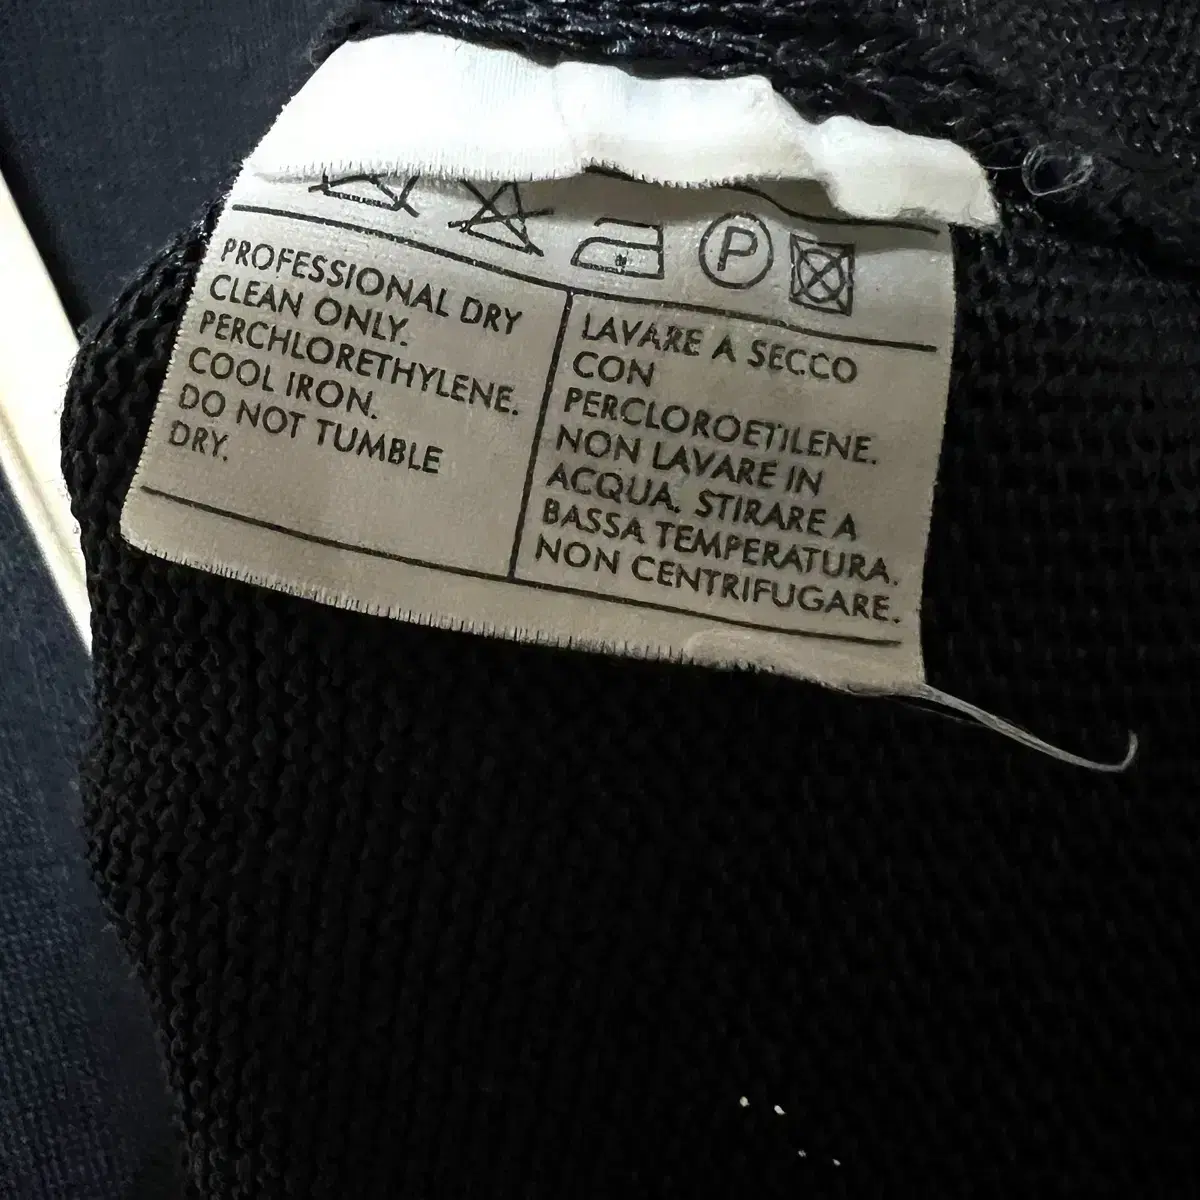 P
PROFESSIONAL DRY
CLEAN ONLY.
PERCHLORETHYLENE.
COOL IRON.
DO NOT TUMBLE
DRY.
LAVARE A SECCO
CON
PERCLOROETILENE.
NON LAVARE IN
ACQUA. STIRARE A
BASSA TEMPERATURA.
NON CENTRIFUGARE.